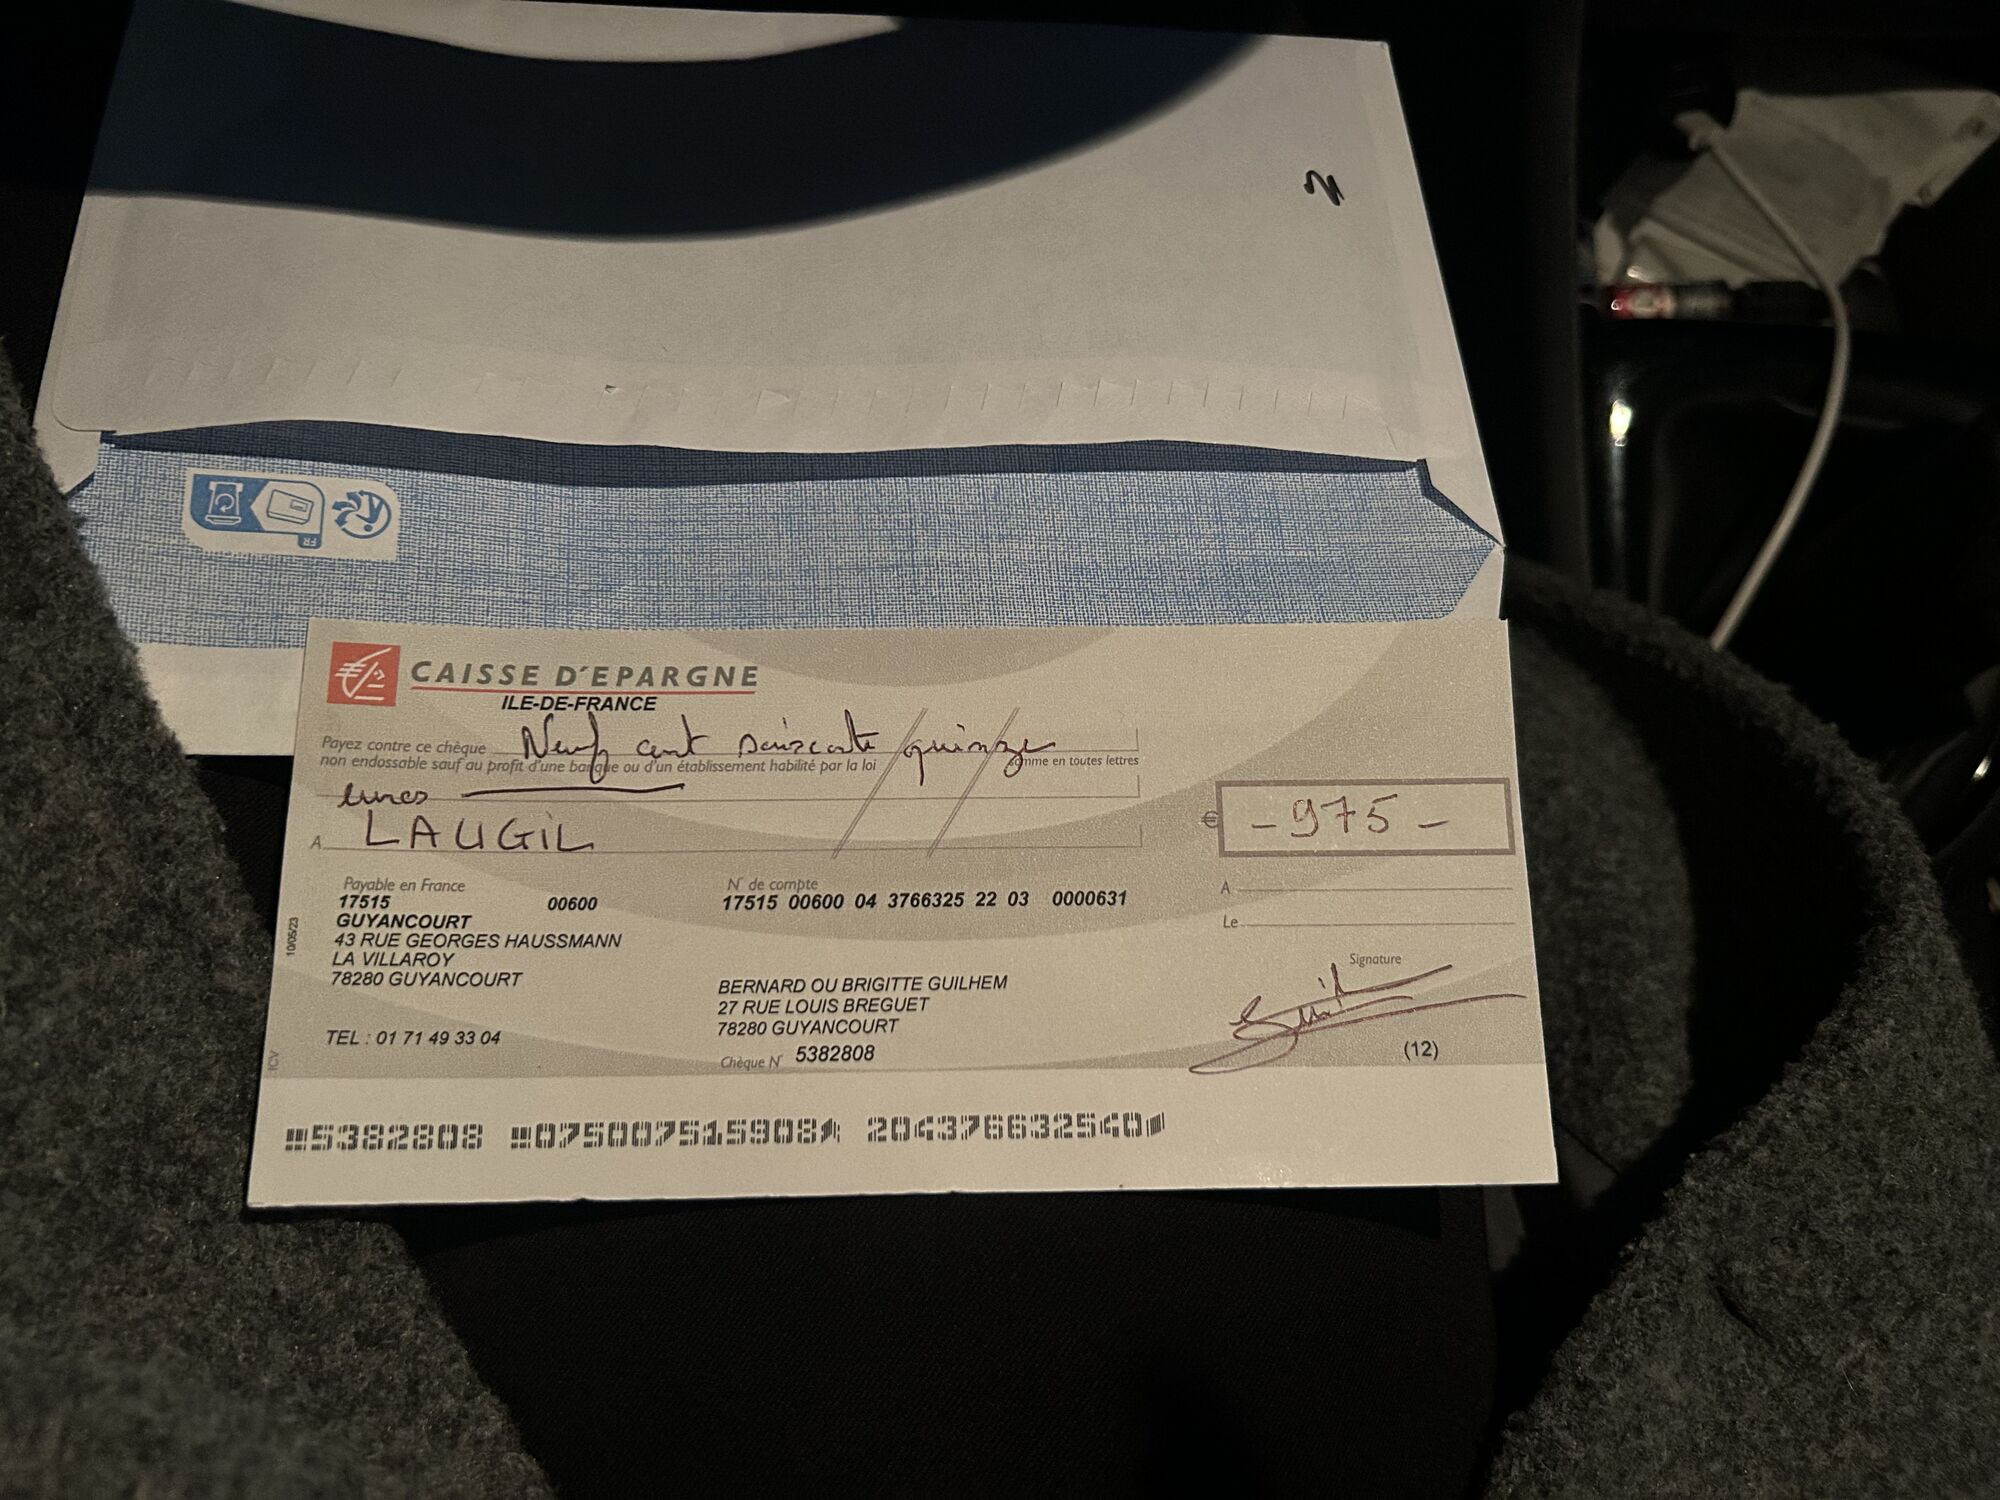 FR
CAISSE D'EPARGNE
ILE-DE-FRANCE
Payez contre ce chèque Neuf cent soixante quinze
non endossable sauf au profit d'une banque ou d'un établissement habilité par la loi somme en toutes lettres
euros
A LAUGIL
€ - 975 -
Payable en France
17515 00600
GUYANCOURT
43 RUE GEORGES HAUSSMANN
LA VILLAROY
78280 GUYANCOURT
TEL : 01 71 49 33 04
10/05/23
ICV
N° de compte
17515 00600 04 3766325 22 03 0000631
BERNARD OU BRIGITTE GUILHEM
27 RUE LOUIS BREGUET
78280 GUYANCOURT
Chèque N° 5382808
A
Le
Signature
(12)
5382808 075007515908 204376632540